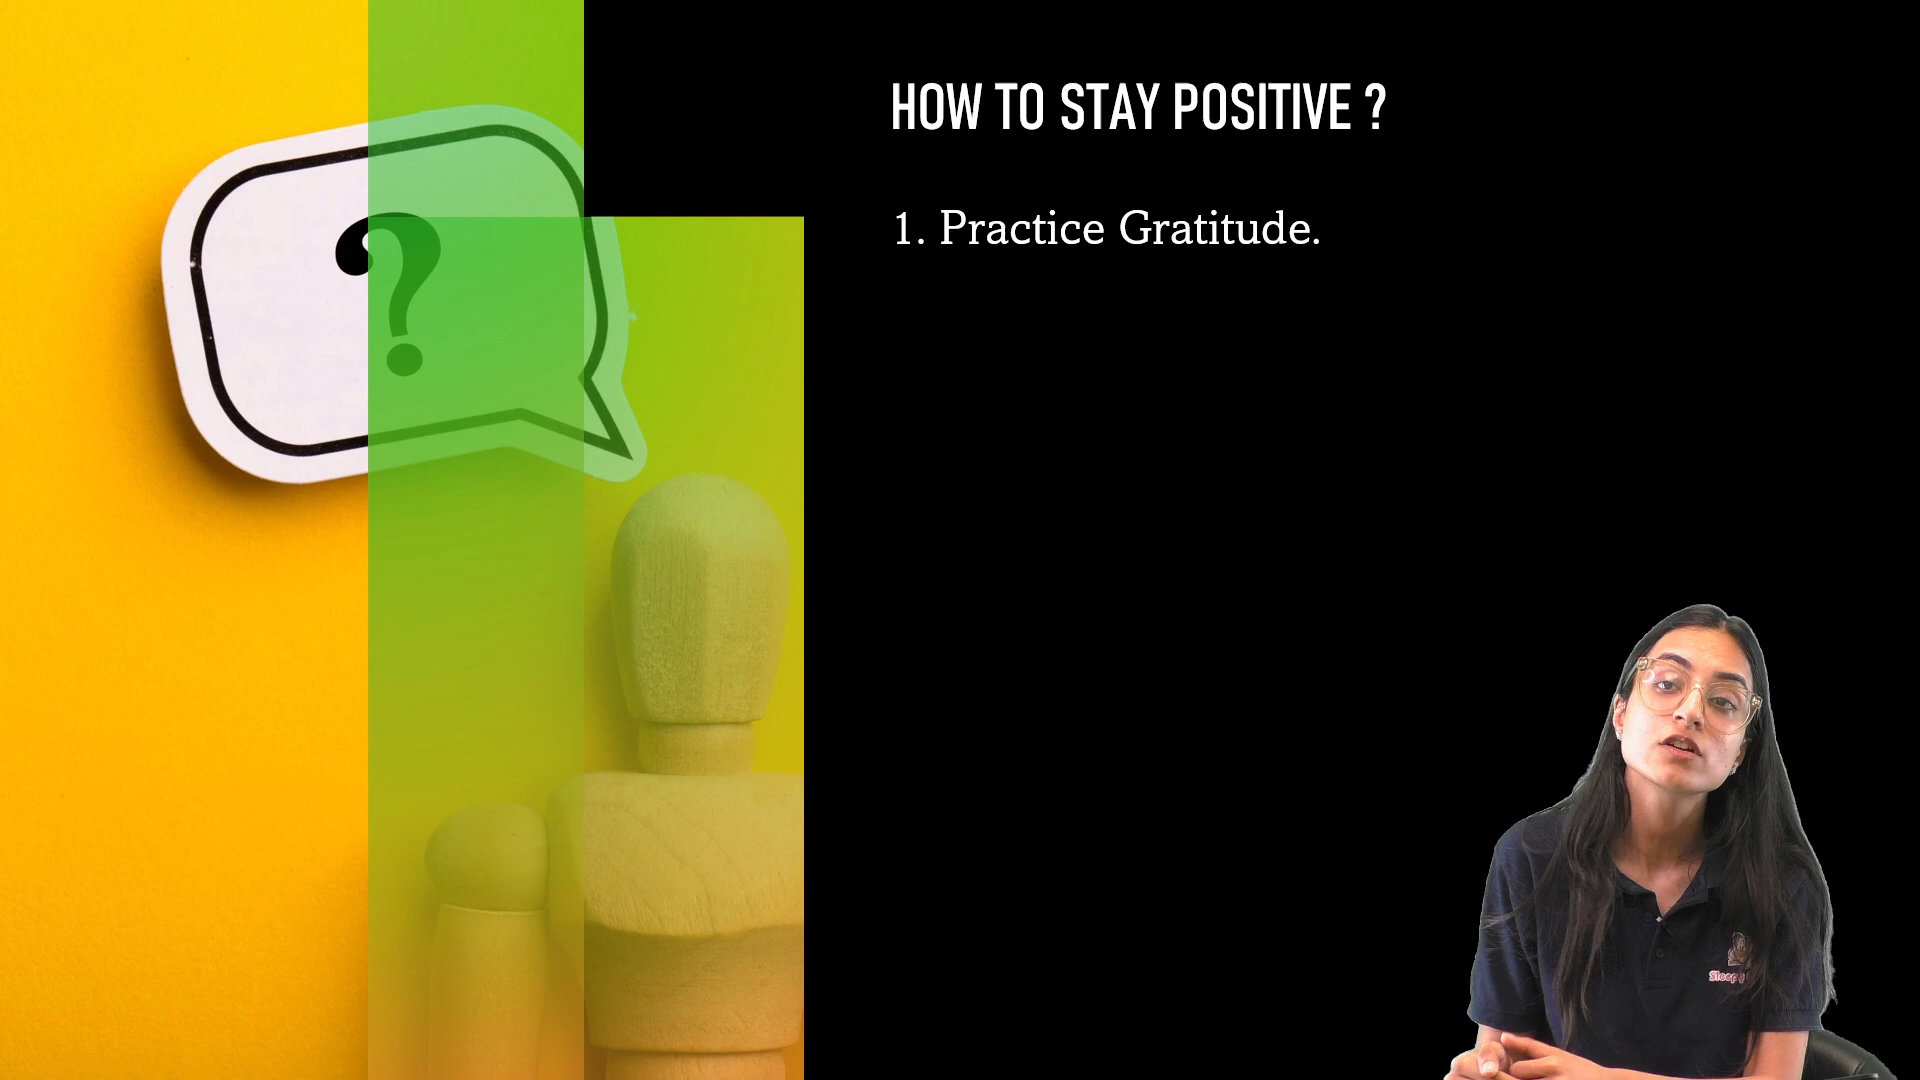 ?
HOW TO STAY POSITIVE ?
1. Practice Gratitude.